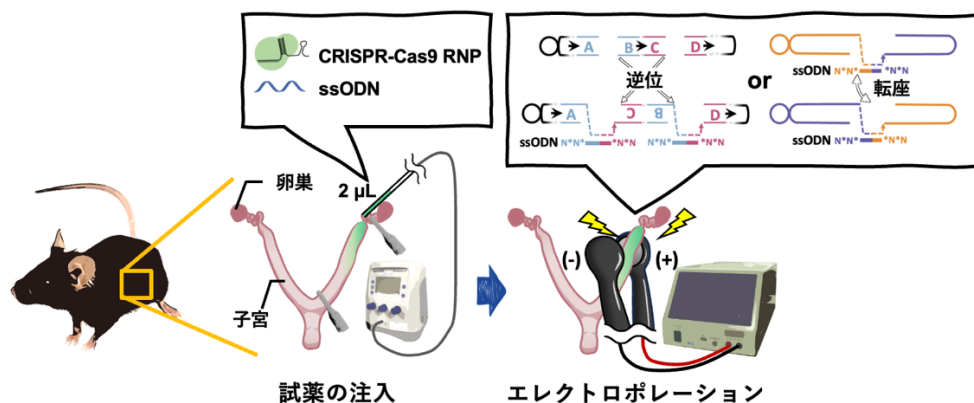 CRISPR-Cas9 RNP
ssODN
2 µL
卵巣
子宮
試薬の注入
A B C D
逆位
A C B D
ssODN N*N* *N*N N*N* *N*N
or
ssODN N*N* *N*N
転座
ssODN N*N* *N*N
(-) (+)
エレクトロポレーション